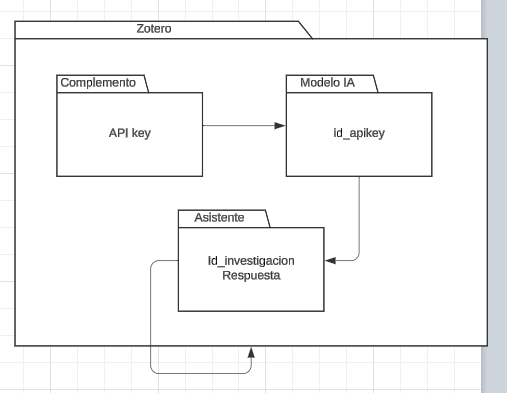 Zotero
Complemento
Modelo IA
API key
id_apikey
Asistente
Id_investigacion
Respuesta